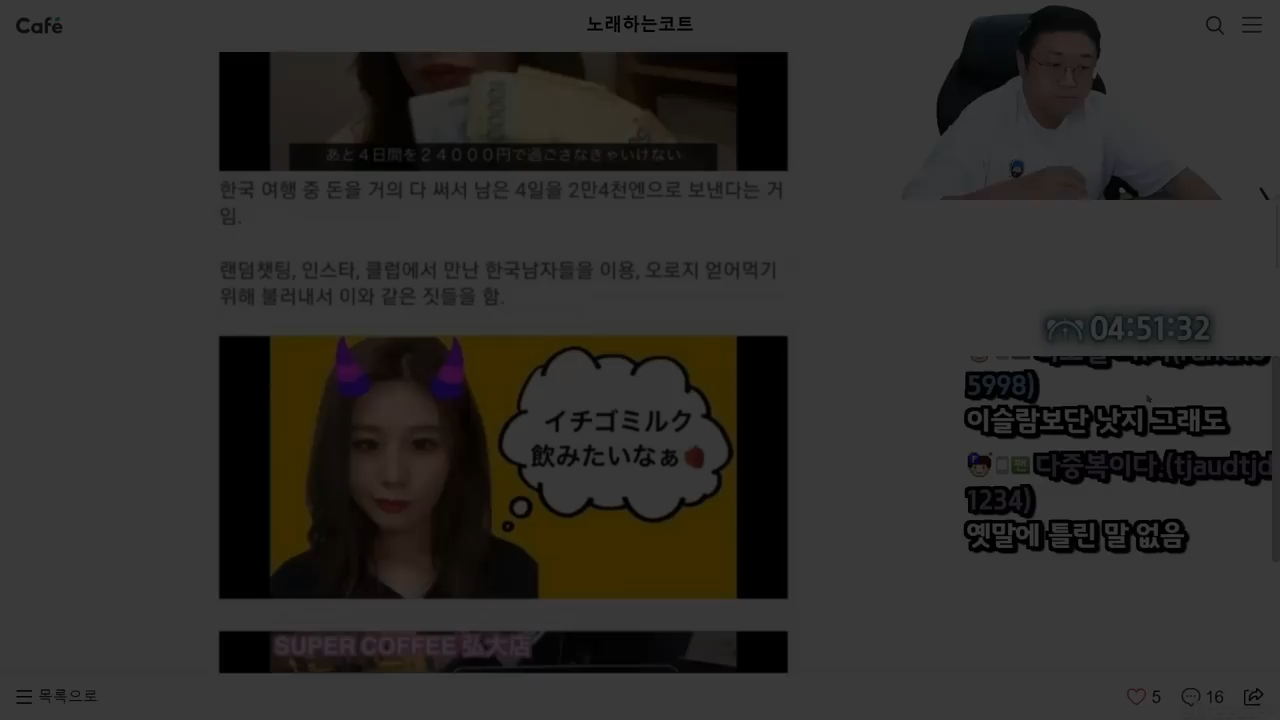 Café
노래하는코트
あと４日間を２４０００円で過ごさなきゃいけない
한국 여행 중 돈을 거의 다 써서 남은 4일을 2만4천엔으로 보낸다는 거
임.
랜덤챗팅, 인스타, 클럽에서 만난 한국남자들을 이용, 오로지 얻어먹기
위해 불러내서 이와 같은 짓들을 함.
イチゴミルク
飲みたいなぁ🍓
SUPER COFFEE 弘大店
04:51:32
5998)
이슬람보단 낫지 그래도
다중복이다.(tjaudtjd
1234)
옛말에 틀린 말 없음
목록으로
5
16